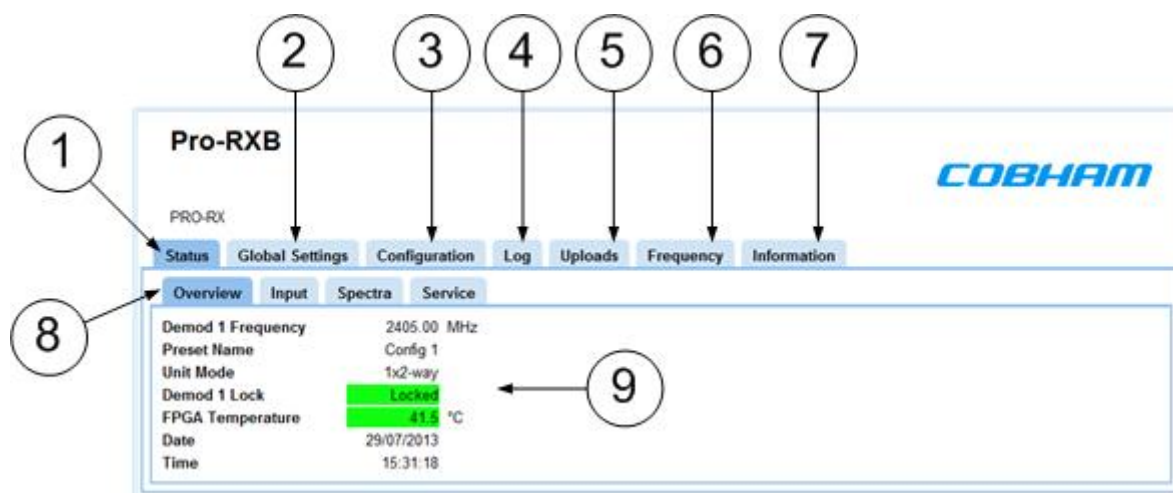 2 3 4 5 6 7
1
Pro-RXB
COBHAM
PRO-RX
Status Global Settings Configuration Log Uploads Frequency Information
Overview Input Spectra Service
8
Demod 1 Frequency 2405.00 MHz
Preset Name Config 1
Unit Mode 1x2-way
9
Demod 1 Lock Locked
FPGA Temperature 41.5 °C
Date 29/07/2013
Time 15:31:18